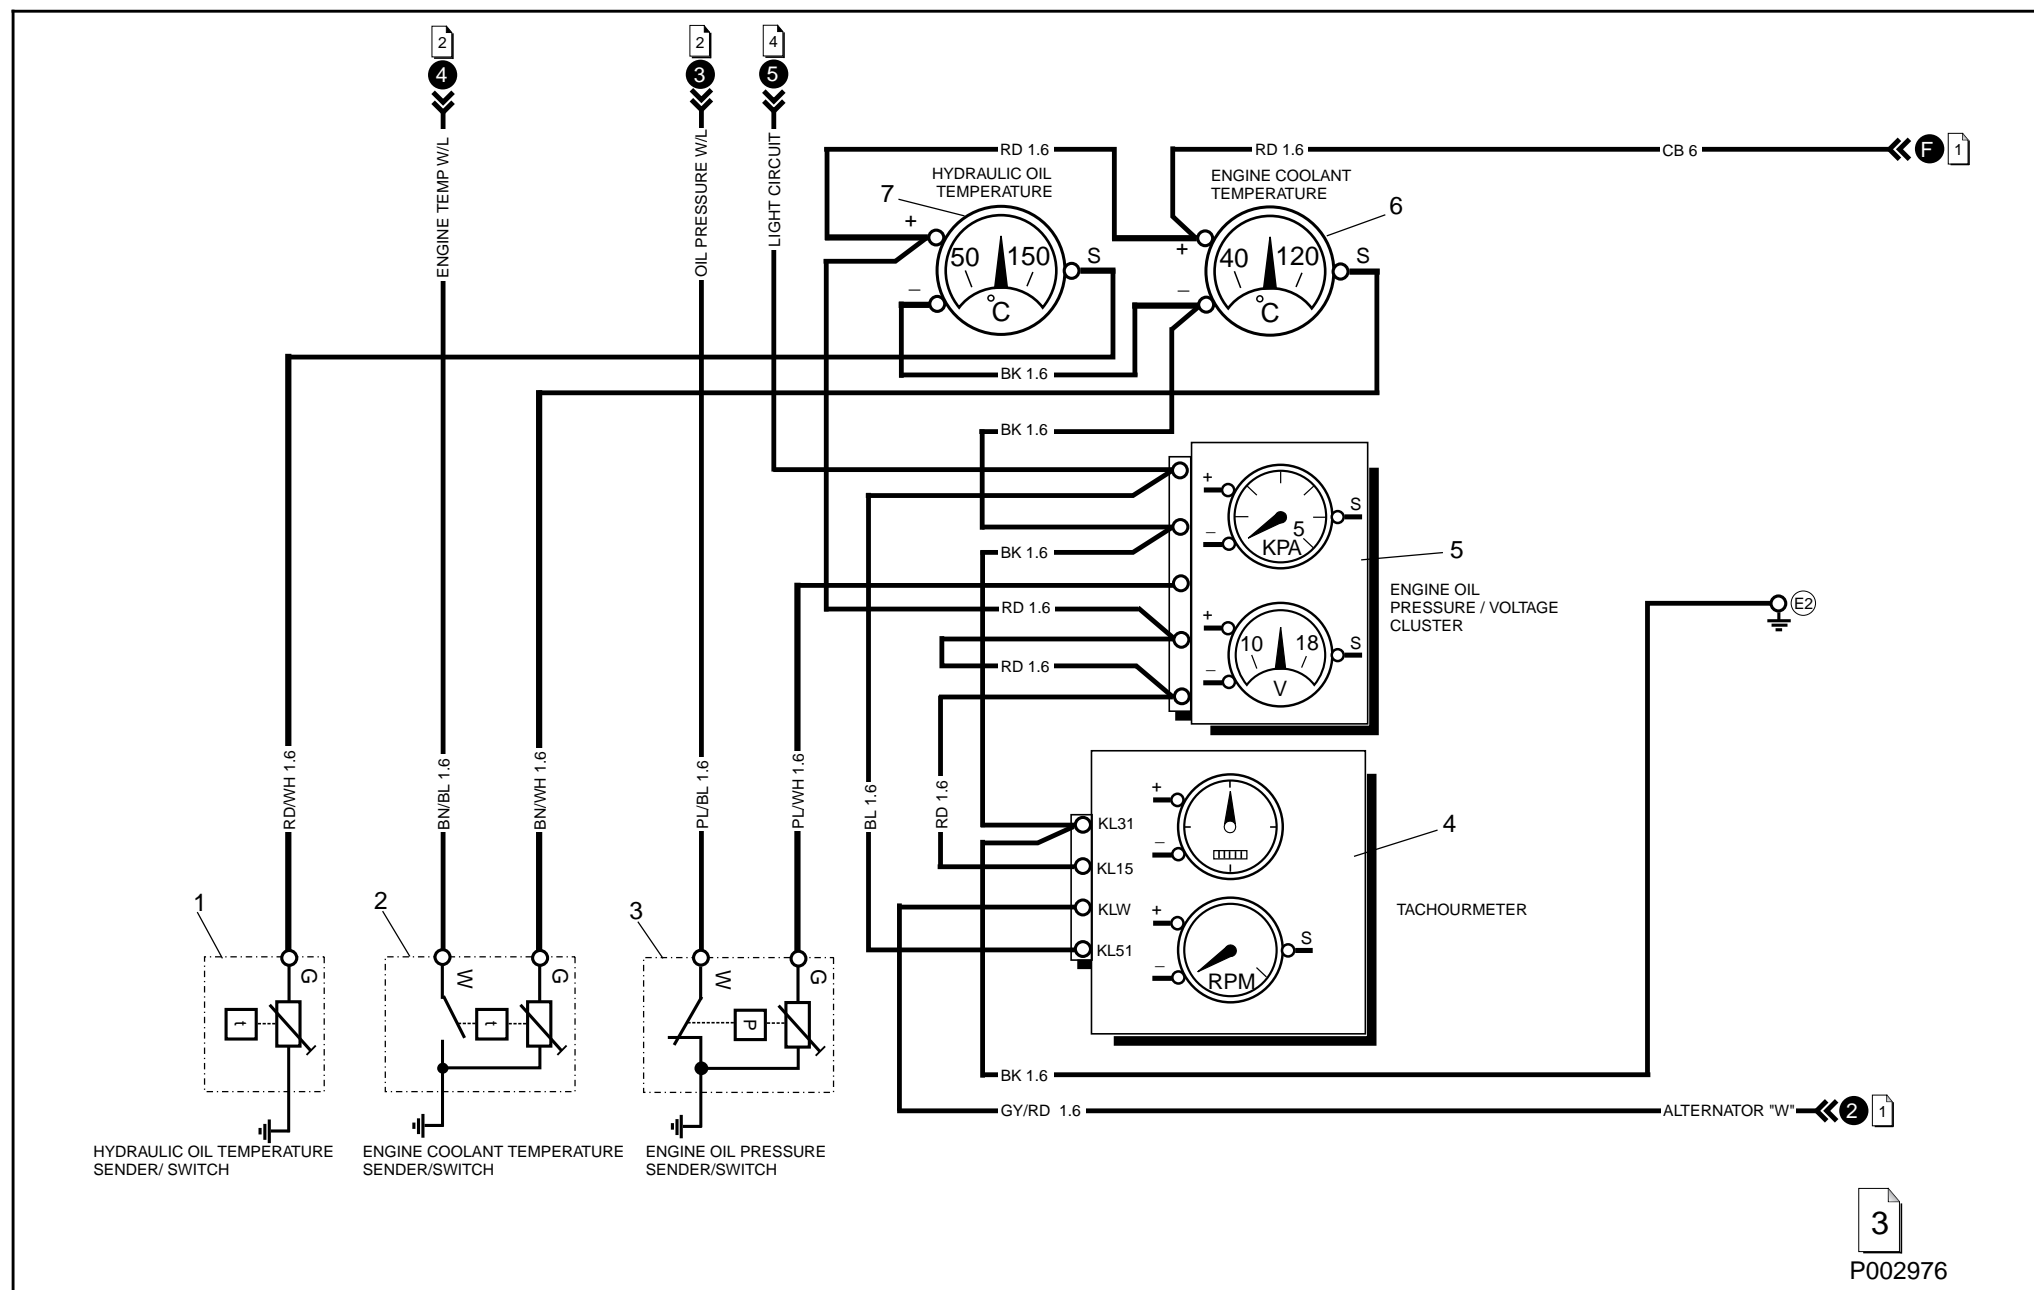 2
4
ENGINE TEMP W/L
2
3
OIL PRESSURE W/L
4
5
LIGHT CIRCUIT
RD 1.6
RD 1.6
CB 6
F
1
HYDRAULIC OIL
TEMPERATURE
7
+
–
50
150
°C
S
ENGINE COOLANT
TEMPERATURE
6
+
–
40
120
°C
S
BK 1.6
BK 1.6
BK 1.6
RD 1.6
RD 1.6
+
–
5
KPA
S
5
ENGINE OIL
PRESSURE / VOLTAGE
CLUSTER
+
–
10
18
V
S
E2
RD/WH 1.6
BN/BL 1.6
BN/WH 1.6
PL/BL 1.6
PL/WH 1.6
BL 1.6
RD 1.6
KL31
KL15
KLW
KL51
+
–
+
–
RPM
S
4
TACHOURMETER
1
G
t
2
W
G
t
3
W
G
P
BK 1.6
GY/RD 1.6
ALTERNATOR "W"
2
1
HYDRAULIC OIL TEMPERATURE
SENDER/ SWITCH
ENGINE COOLANT TEMPERATURE
SENDER/SWITCH
ENGINE OIL PRESSURE
SENDER/SWITCH
3
P002976